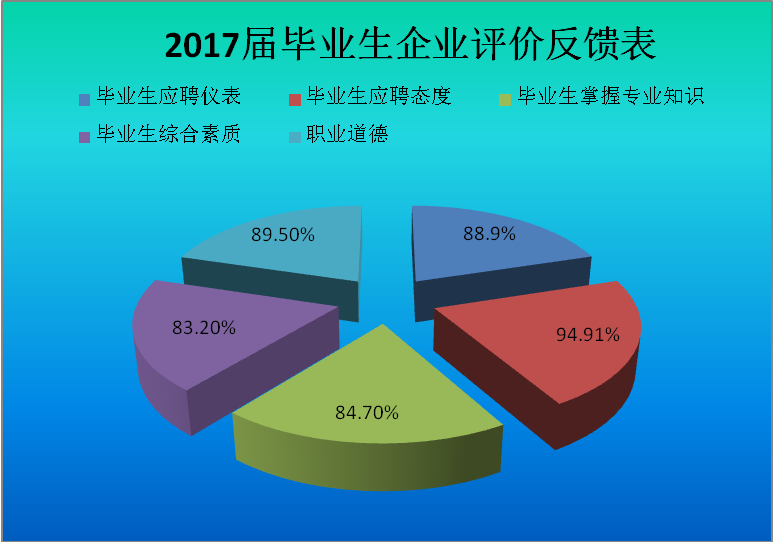 2017届毕业生企业评价反馈表
毕业生应聘仪表 毕业生应聘态度 毕业生掌握专业知识
毕业生综合素质 职业道德
89.50% 88.9%
83.20% 94.91%
84.70%